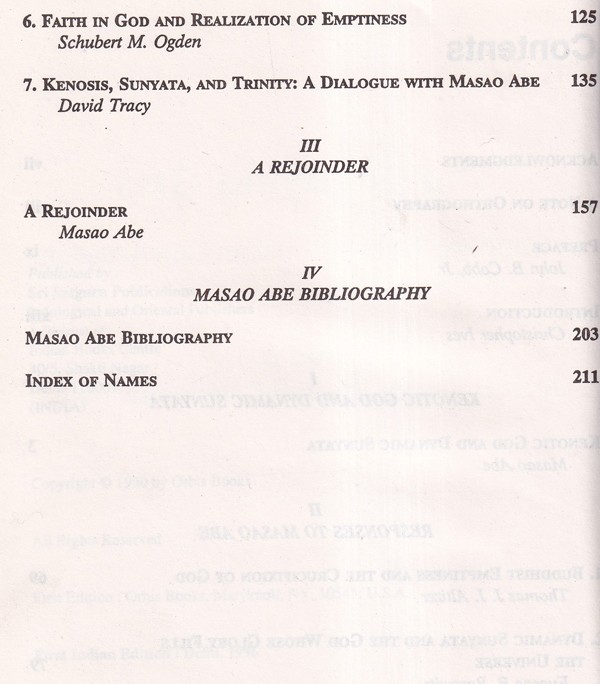 6. FAITH IN GOD AND REALIZATION OF EMPTINESS 125
Schubert M. Ogden
7. KENOSIS, SUNYATA, AND TRINITY: A DIALOGUE WITH MASAO ABE 135
David Tracy
III
A REJOINDER
A REJOINDER 157
Masao Abe
IV
MASAO ABE BIBLIOGRAPHY
MASAO ABE BIBLIOGRAPHY 203
INDEX OF NAMES 211